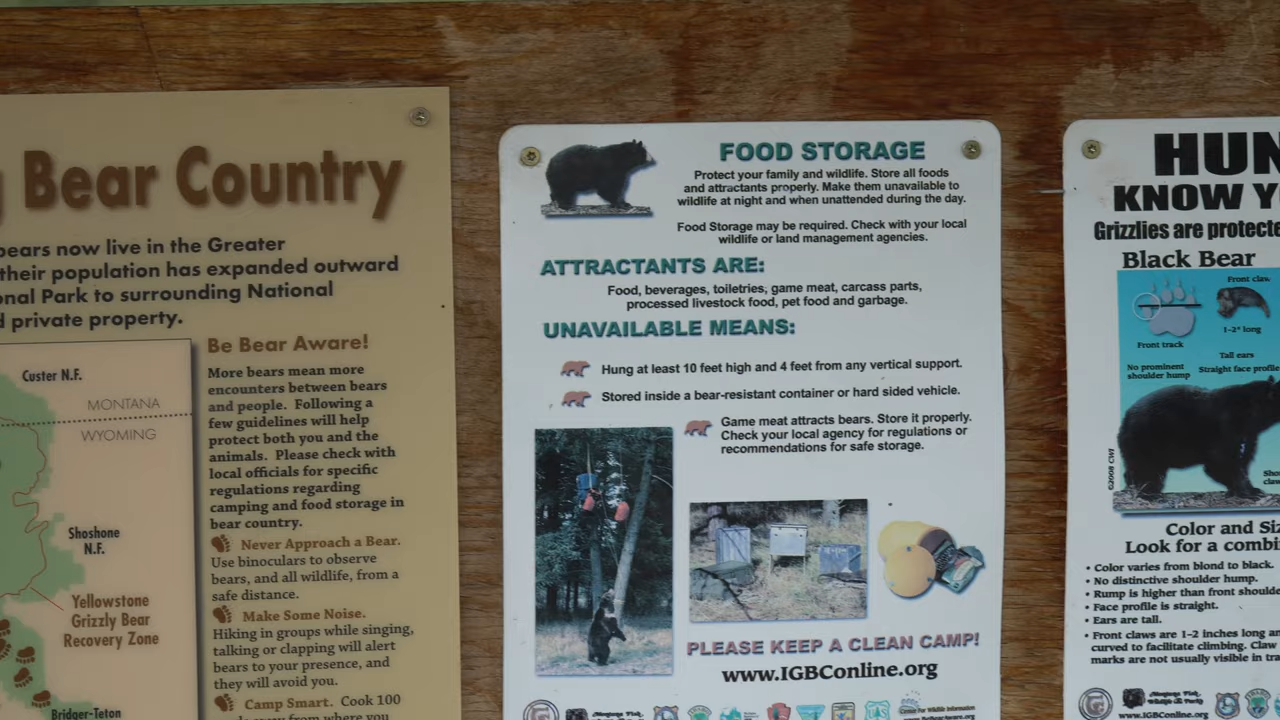 Bear Country
bears now live in the Greater
their population has expanded outward
onal Park to surrounding National
d private property.
Custer N.F.
MONTANA
WYOMING
Shoshone
N.F.
Yellowstone
Grizzly Bear
Recovery Zone
Bridger-Teton
Be Bear Aware!
More bears mean more
encounters between bears
and people. Following a
few guidelines will help
protect both you and the
animals. Please check with
local officials for specific
regulations regarding
camping and food storage in
bear country.
Never Approach a Bear.
Use binoculars to observe
bears, and all wildlife, from a
safe distance.
Make Some Noise.
Hiking in groups while singing,
talking or clapping will alert
bears to your presence, and
they will avoid you.
Camp Smart. Cook 100
from where you
FOOD STORAGE
Protect your family and wildlife. Store all foods
and attractants properly. Make them unavailable to
wildlife at night and when unattended during the day.
Food Storage may be required. Check with your local
wildlife or land management agencies.
ATTRACTANTS ARE:
Food, beverages, toiletries, game meat, carcass parts,
processed livestock food, pet food and garbage.
UNAVAILABLE MEANS:
Hung at least 10 feet high and 4 feet from any vertical support.
Stored inside a bear-resistant container or hard sided vehicle.
Game meat attracts bears. Store it properly.
Check your local agency for regulations or
recommendations for safe storage.
PLEASE KEEP A CLEAN CAMP!
www.IGBConline.org
HUN
KNOW Y
Grizzlies are protecte
Black Bear
Front claw
1-2" long
Front track
Tall ears
No prominent
shoulder hump
Straight face profile
©2008 CWI
Sho
claw
Color and Siz
Look for a combi
• Color varies from blond to black.
• No distinctive shoulder hump.
• Rump is higher than front shoulde
• Face profile is straight.
• Ears are tall.
• Front claws are 1-2 inches long an
curved to facilitate climbing. Claw
marks are not usually visible in tra
www.IGBConline.org